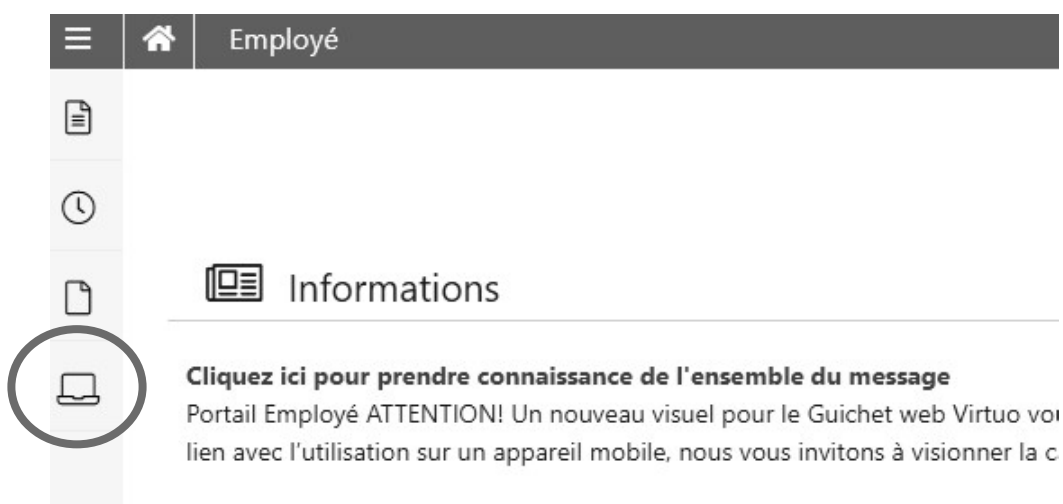 Employé
Informations
Cliquez ici pour prendre connaissance de l'ensemble du message
Portail Employé ATTENTION! Un nouveau visuel pour le Guichet web Virtuo
lien avec l’utilisation sur un appareil mobile, nous vous invitons à visionner la